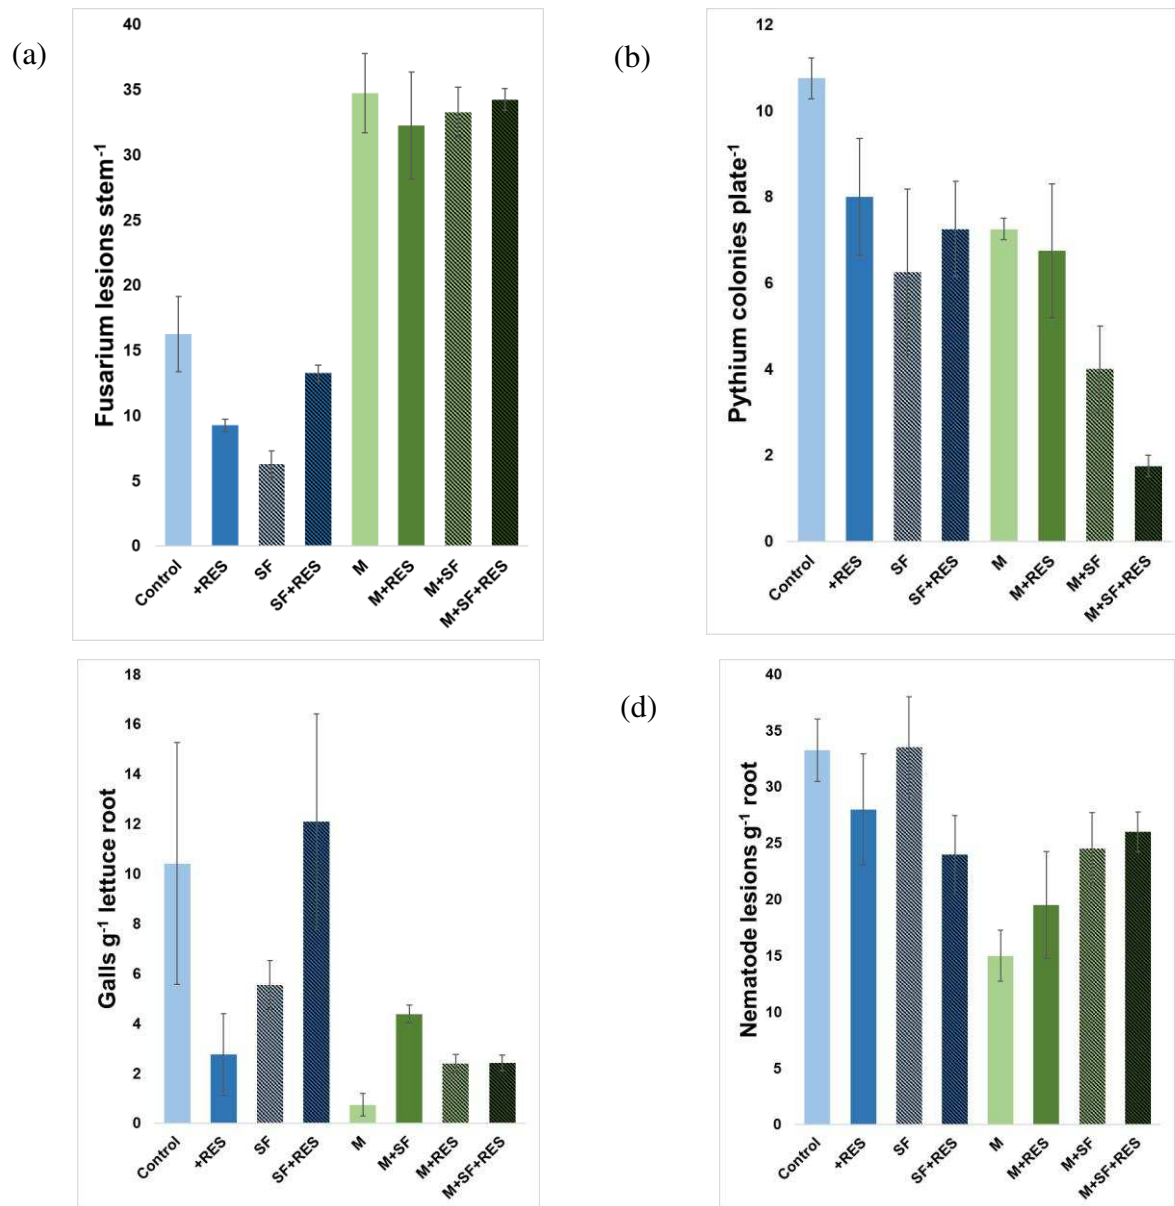 (a)
Fusarium lesions stem⁻¹
40
35
30
25
20
15
10
5
0
Control
+RES
SF
SF+RES
M
M+RES
M+SF
M+SF+RES
(b)
Pythium colonies plate⁻¹
12
10
8
6
4
2
0
Control
+RES
SF
SF+RES
M
M+RES
M+SF
M+SF+RES
Galls g⁻¹ lettuce root
18
16
14
12
10
8
6
4
2
0
Control
+RES
SF
SF+RES
M
M+SF
M+RES
M+SF+RES
(d)
Nematode lesions g⁻¹ root
40
35
30
25
20
15
10
5
0
Control
+RES
SF
SF+RES
M
M+RES
M+SF
M+SF+RES